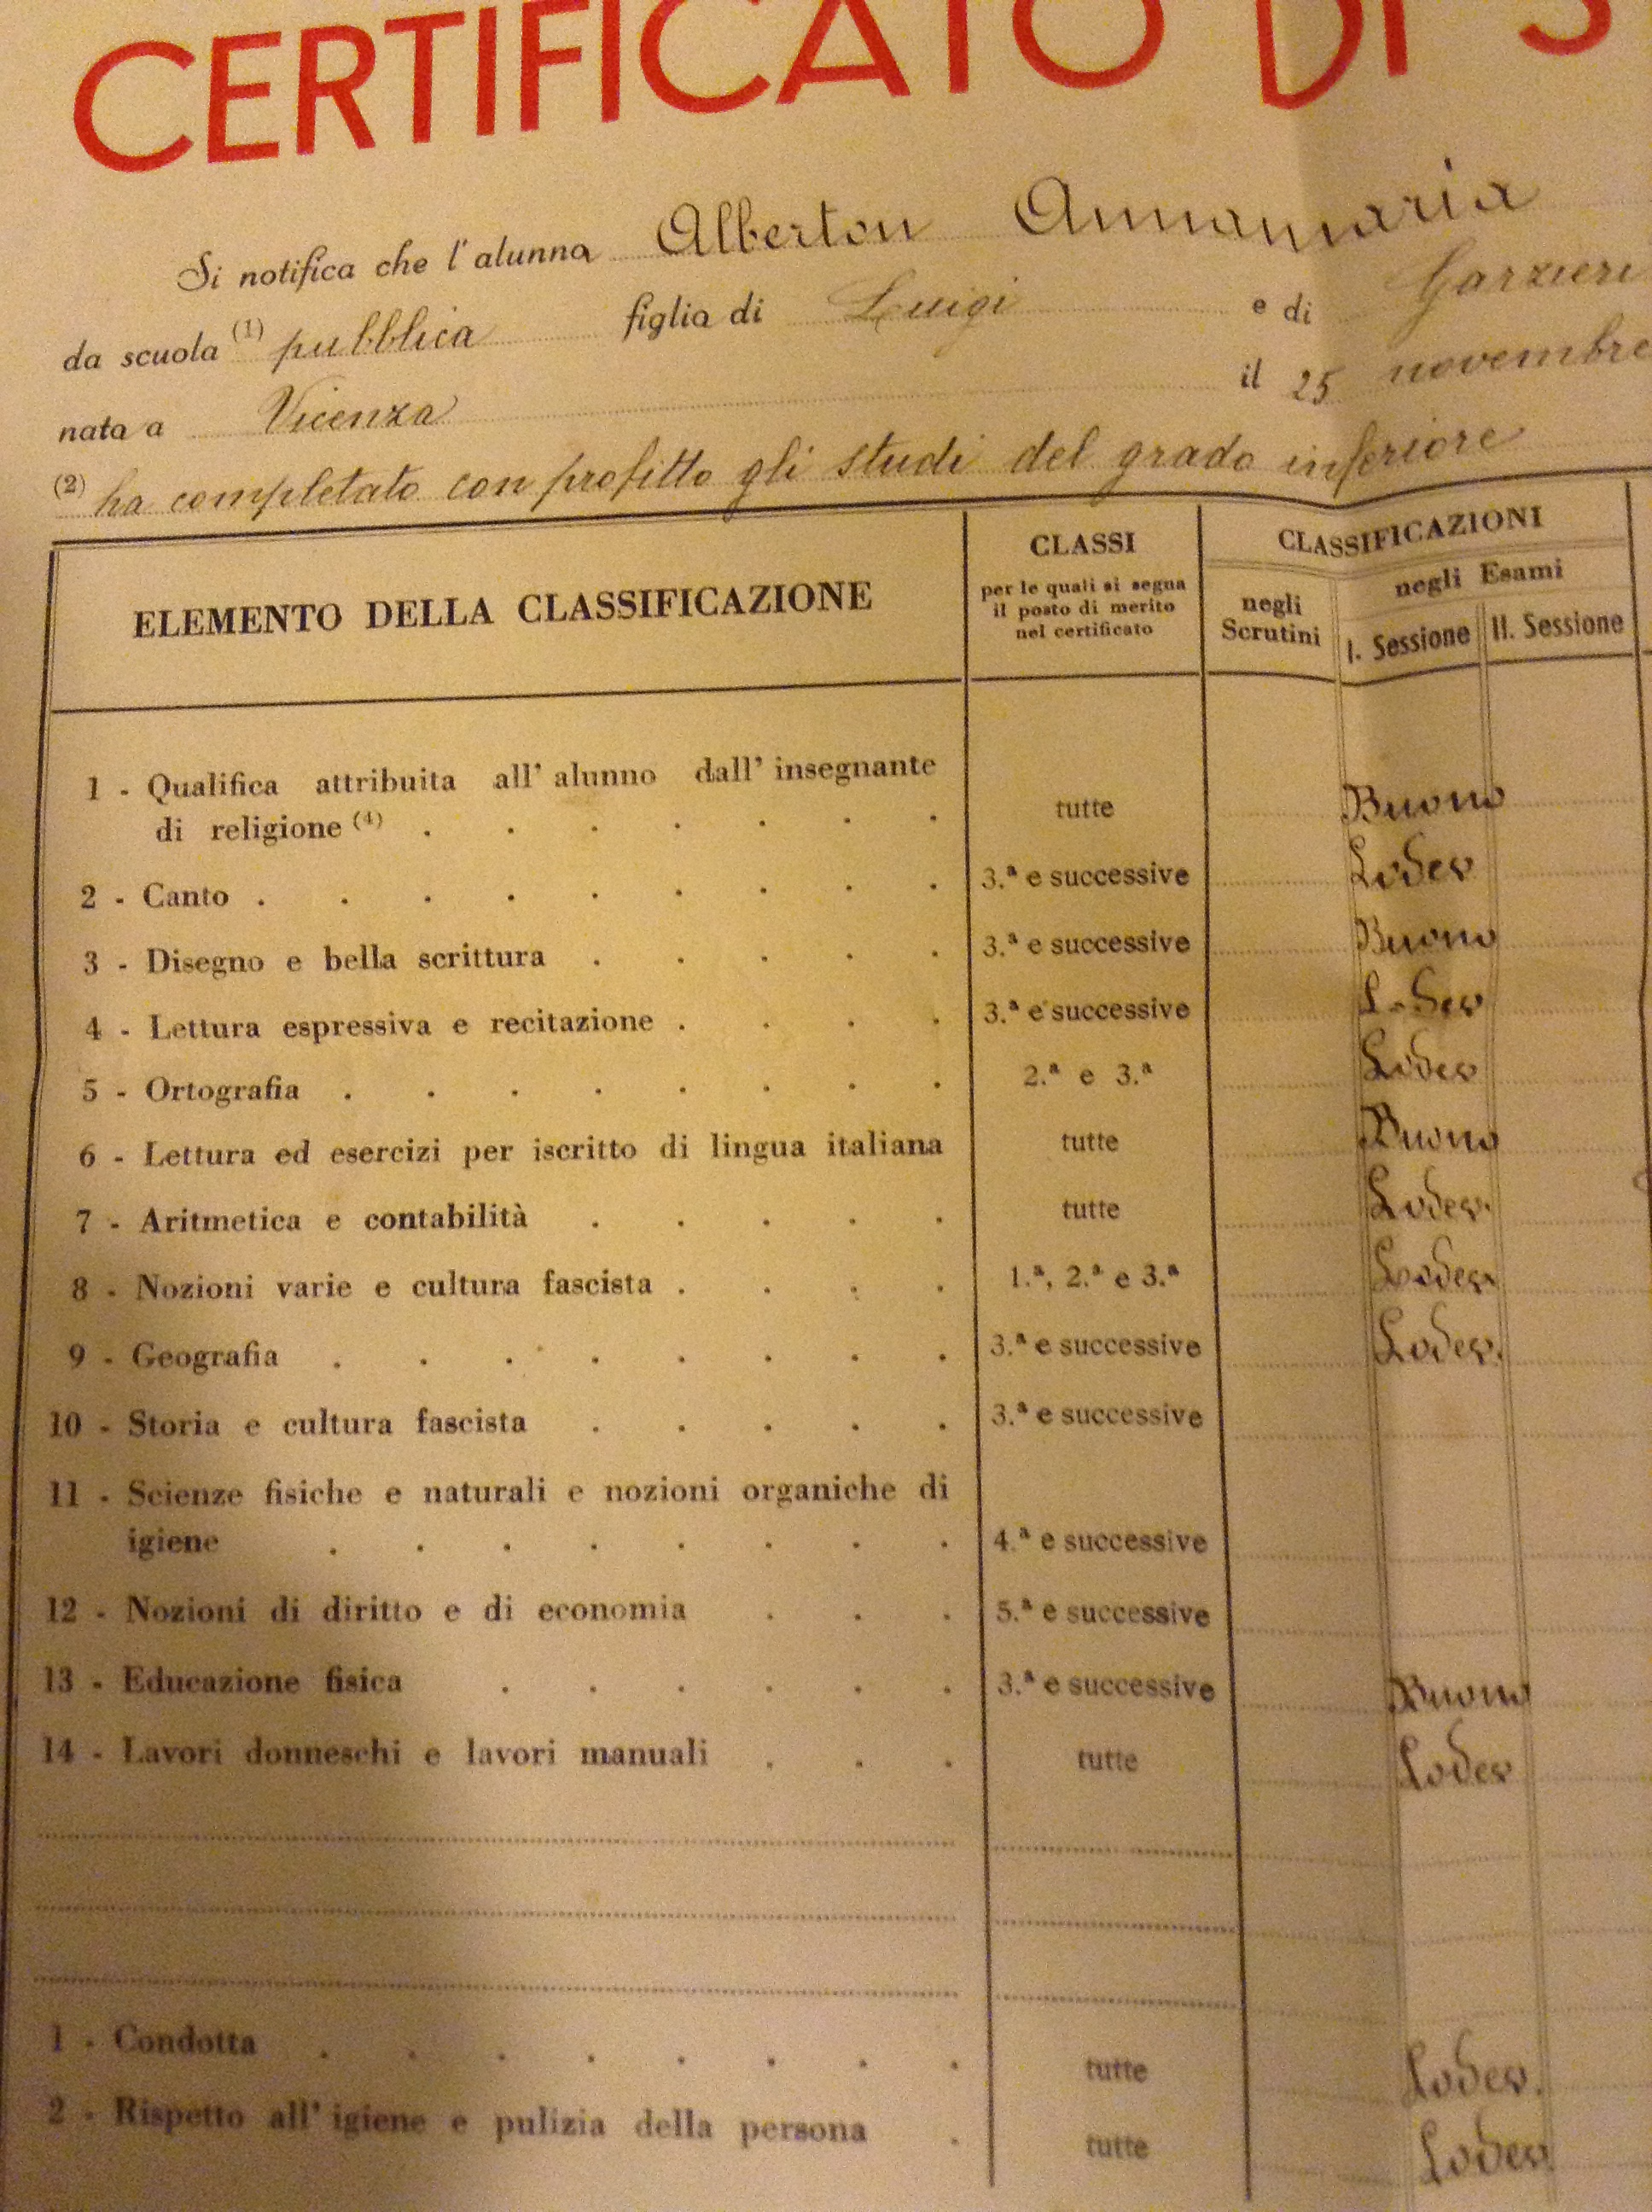 CERTIFICATO DI S
Si notifica che l'alunna Alberton Annamaria
da scuola (1) pubblica figlia di Luigi e di Garzieri
nata a Vicenza il 25 novembre
(2) ha completato con profitto gli studi del grado inferiore
ELEMENTO DELLA CLASSIFICAZIONE
CLASSI
per le quali si segna
il posto di merito
nel certificato
CLASSIFICAZIONI
negli
Scrutini
negli Esami
I. Sessione II. Sessione
1 - Qualifica attribuita all' alunno dall' insegnante
di religione (4) . . . . . . . tutte Buono
2 - Canto . . . . . . . . . 3.ª e successive Lodev
3 - Disegno e bella scrittura . . . . . 3.ª e successive Buono
4 - Lettura espressiva e recitazione . . . . 3.ª e successive Lodev
5 - Ortografia . . . . . . . . 2.ª e 3.ª Lodev
6 - Lettura ed esercizi per iscritto di lingua italiana tutte Buono
7 - Aritmetica e contabilità . . . . . tutte Lodev.
8 - Nozioni varie e cultura fascista . . . . 1.ª, 2.ª e 3.ª Lodev.
9 - Geografia . . . . . . . . 3.ª e successive Lodev.
10 - Storia e cultura fascista . . . . . 3.ª e successive
11 - Scienze fisiche e naturali e nozioni organiche di
igiene . . . . . . . . 4.ª e successive
12 - Nozioni di diritto e di economia . . . 5.ª e successive
13 - Educazione fisica . . . . . . 3.ª e successive Buono
14 - Lavori donneschi e lavori manuali . . . tutte Lodev
1 - Condotta . . . . . . . . . tutte Lodev.
2 - Rispetto all' igiene e pulizia della persona . tutte Lodev.